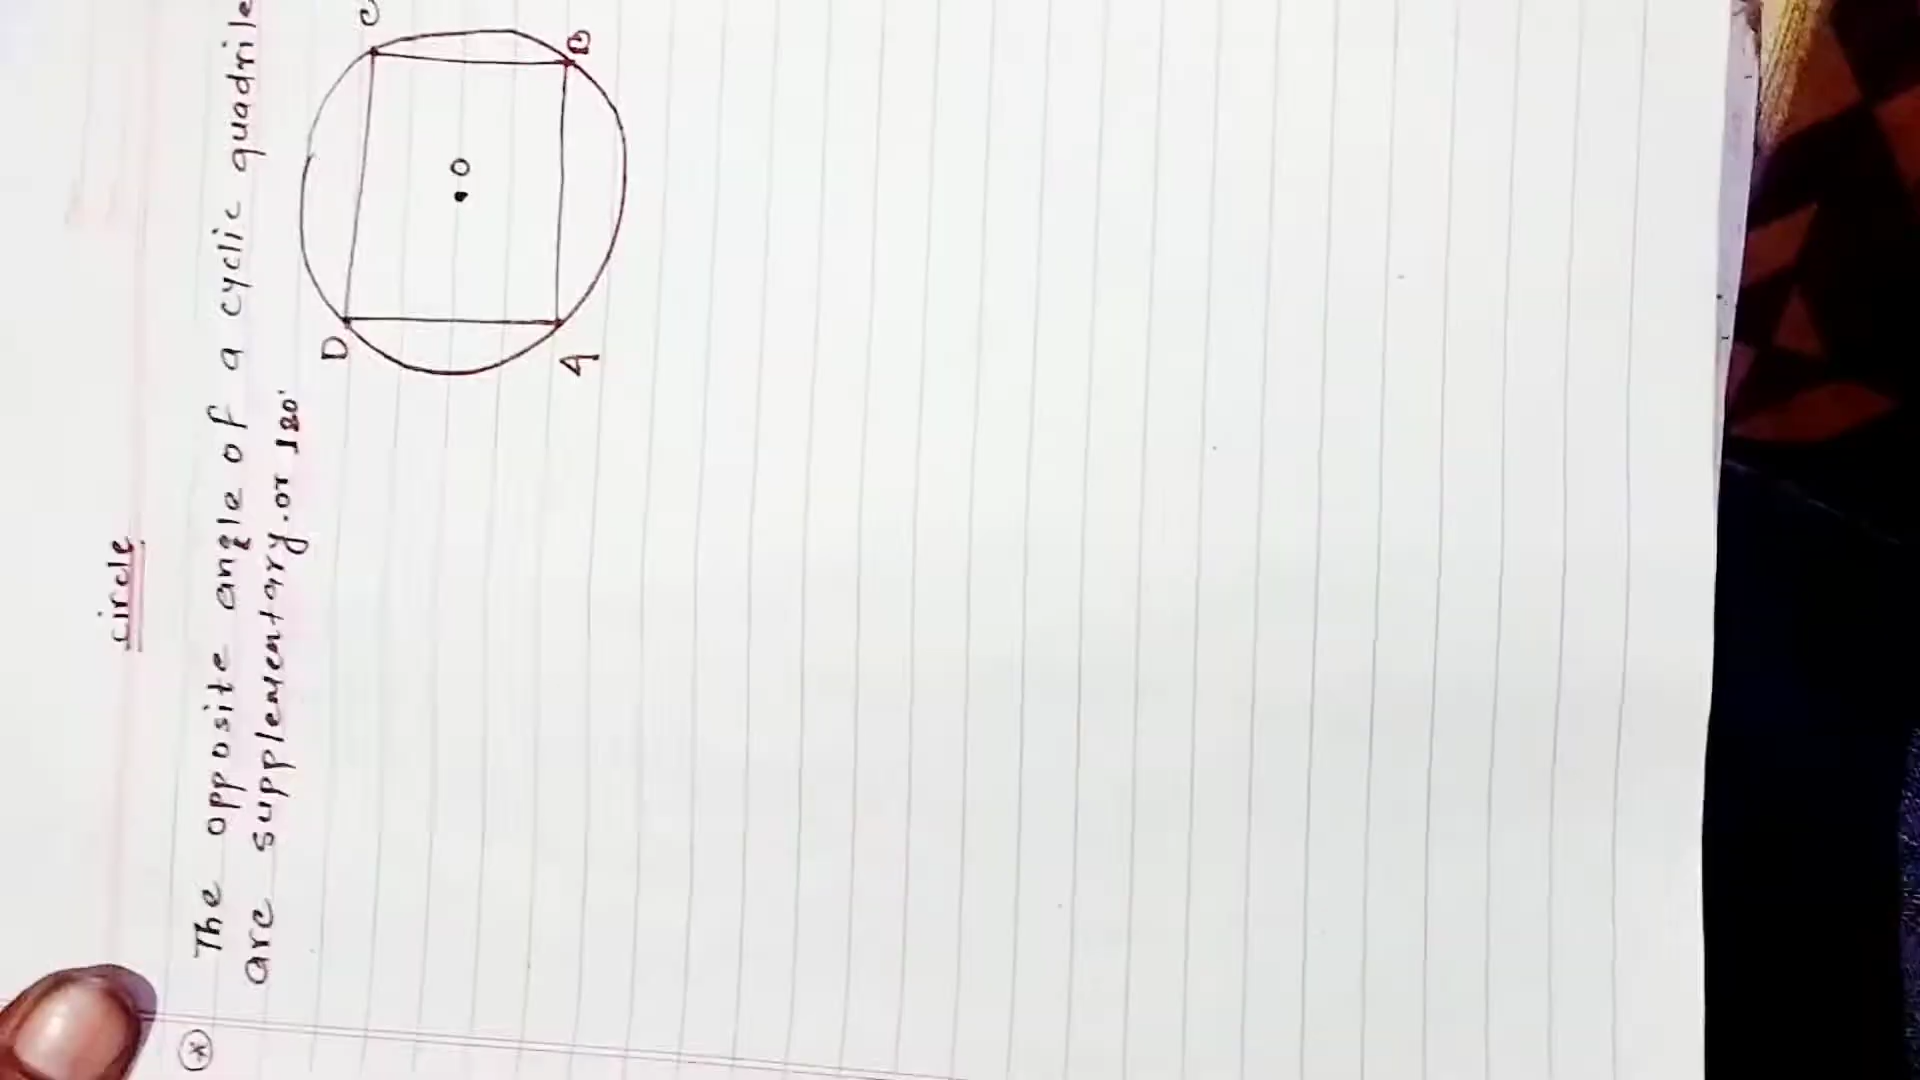 circle
The opposite angle of a cyclic quadrile
are supplementary. or 180°
C
B
O
D
A